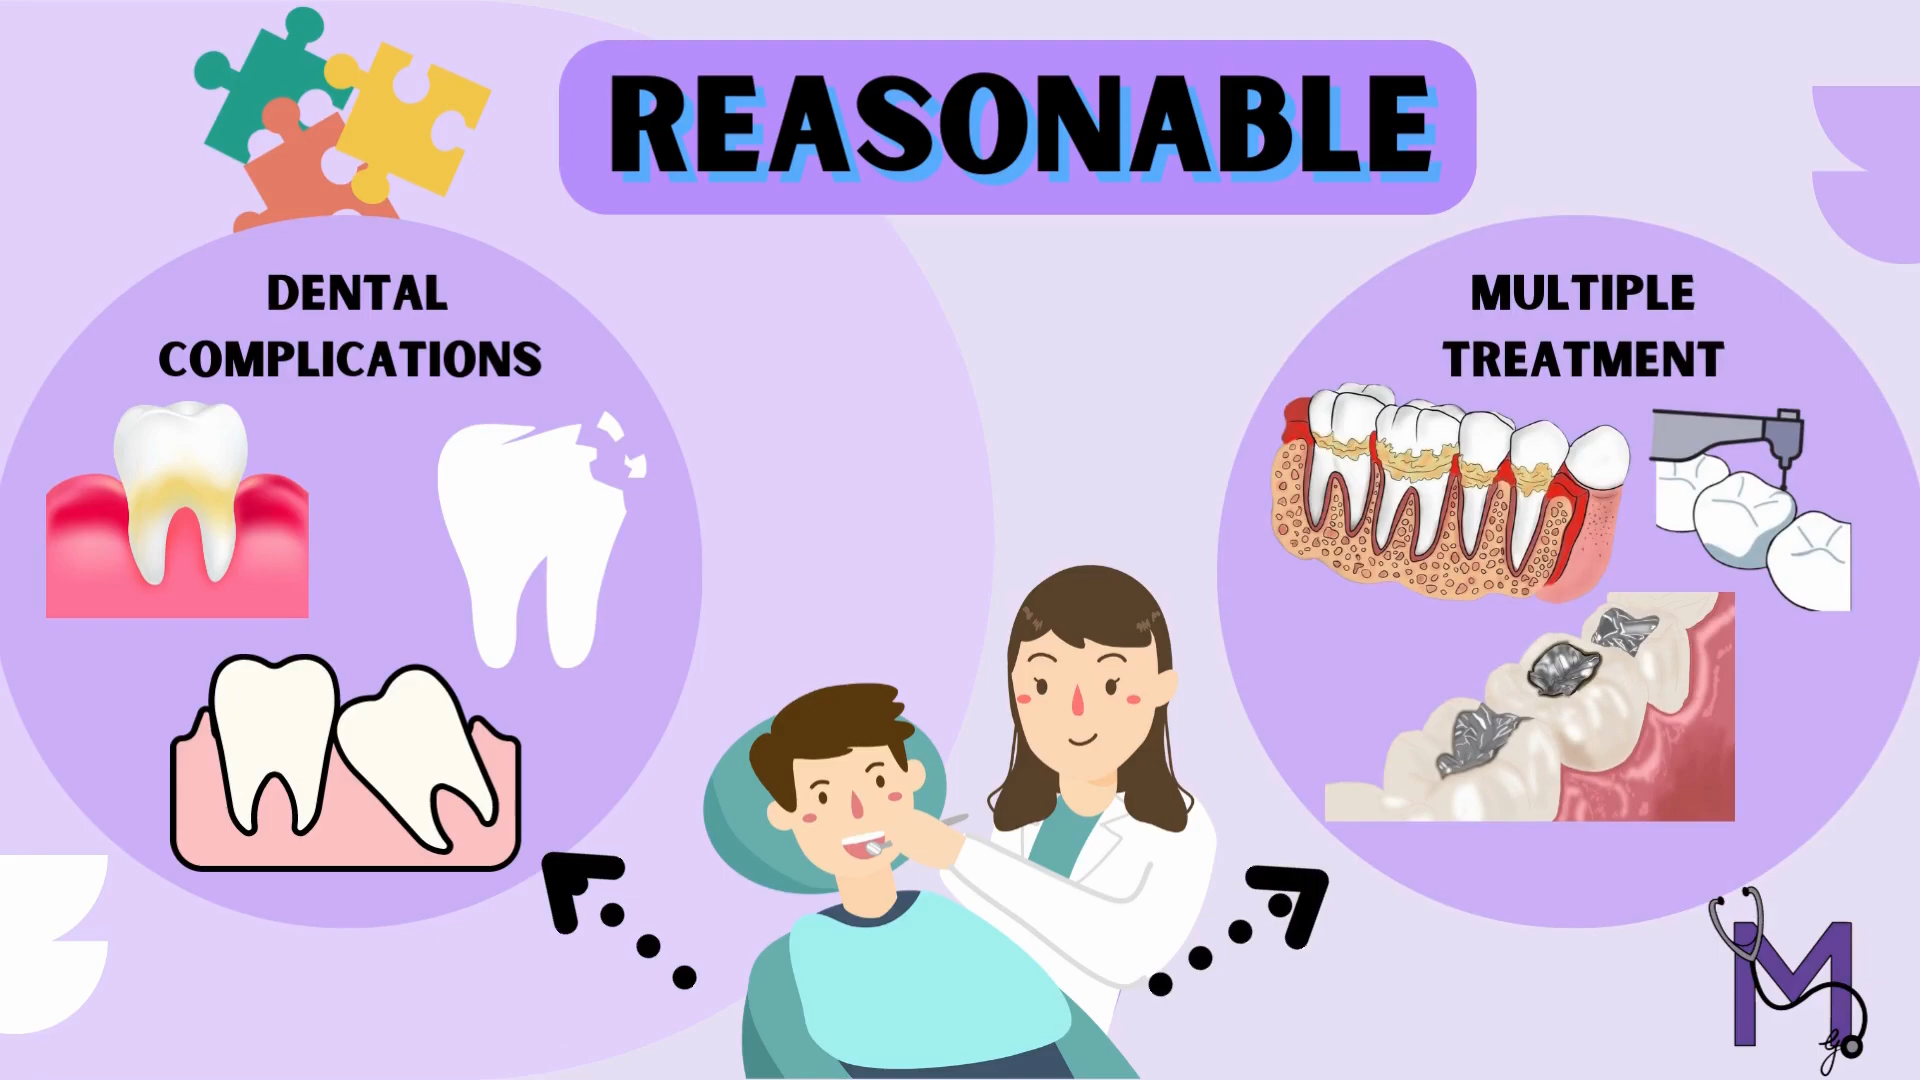 REASONABLE
DENTAL
COMPLICATIONS
MULTIPLE
TREATMENT
M